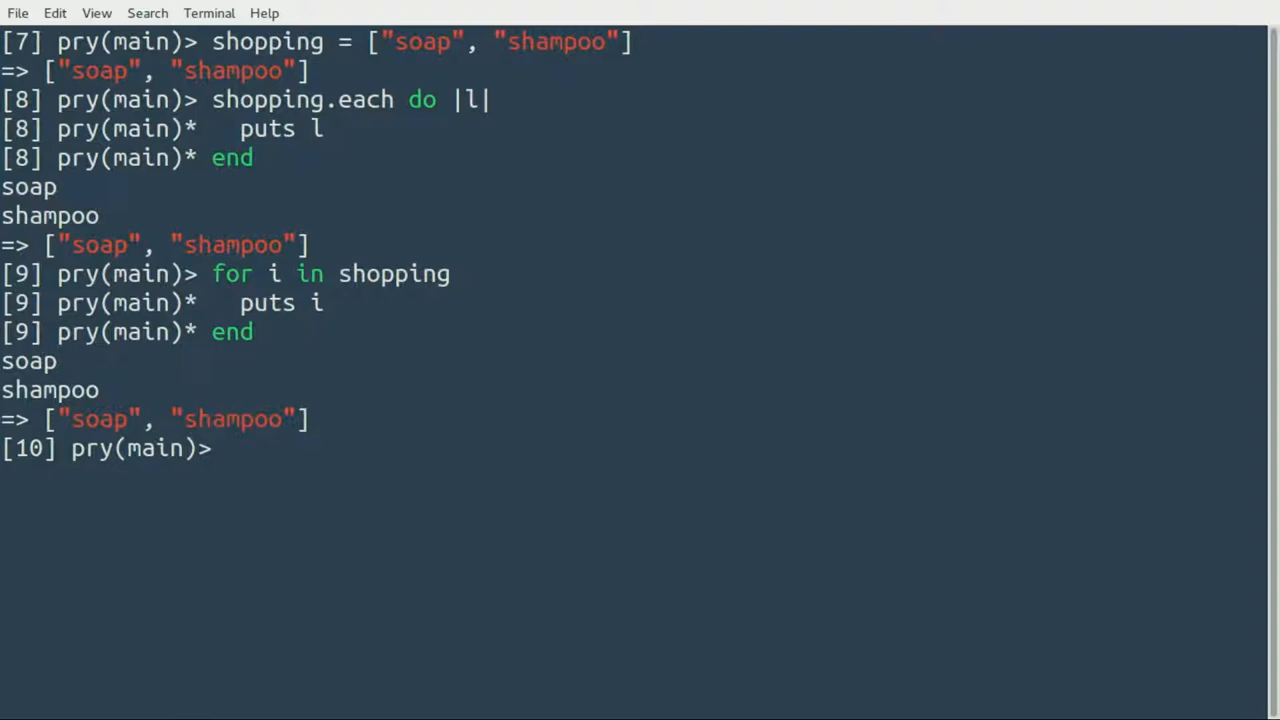 File Edit View Search Terminal Help
[7] pry(main)> shopping = ["soap", "shampoo"]
=> ["soap", "shampoo"]
[8] pry(main)> shopping.each do |l|
[8] pry(main)*   puts l
[8] pry(main)* end
soap
shampoo
=> ["soap", "shampoo"]
[9] pry(main)> for i in shopping
[9] pry(main)*   puts i
[9] pry(main)* end
soap
shampoo
=> ["soap", "shampoo"]
[10] pry(main)>